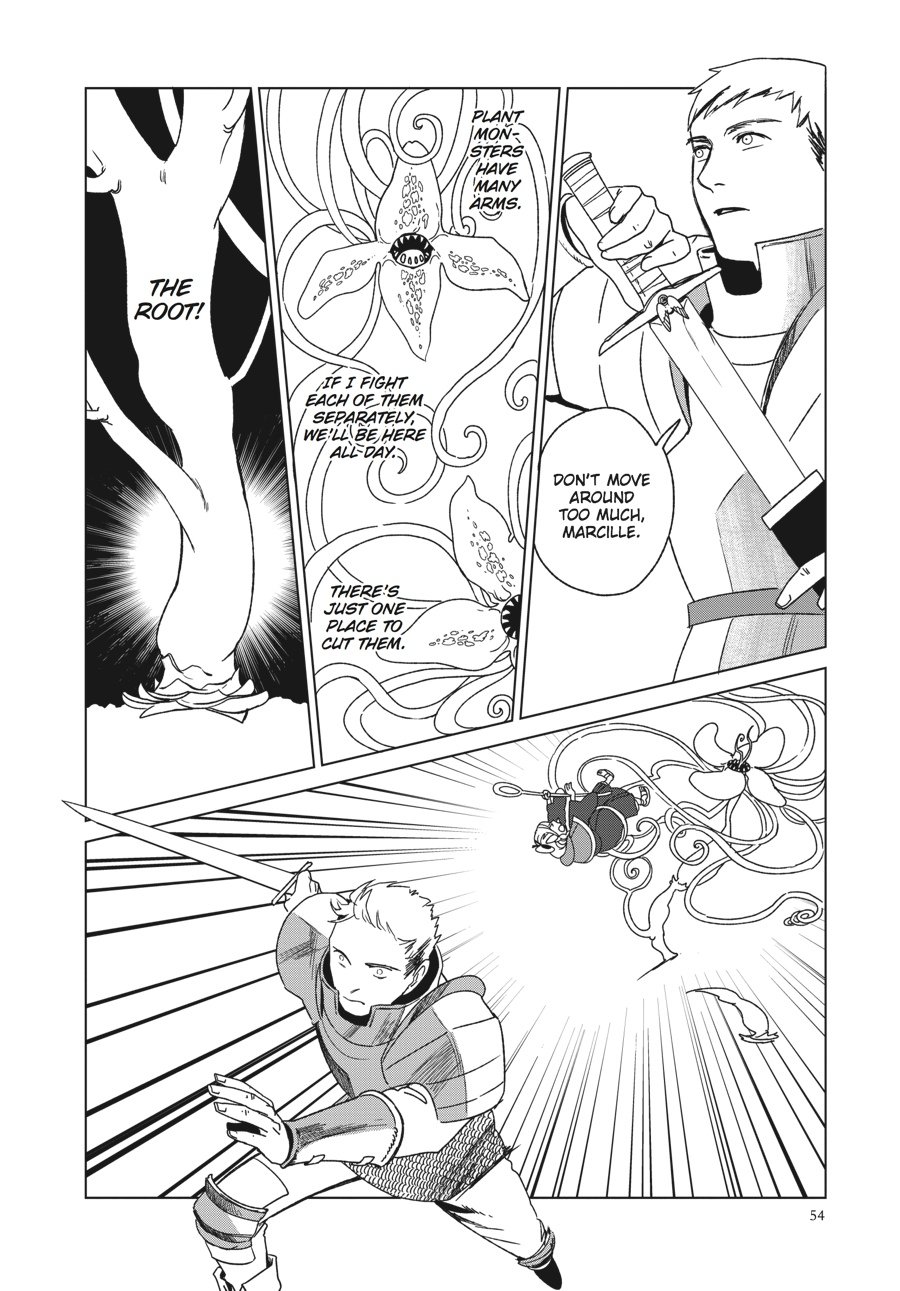 DON'T MOVE
AROUND
TOO MUCH,
MARCILLE.
PLANT
MON-
STERS
HAVE
MANY
ARMS.
IF I FIGHT
EACH OF THEM
SEPARATELY,
WE'LL BE HERE
ALL DAY.
THERE'S
JUST ONE
PLACE TO
CUT THEM.
THE
ROOT!
54